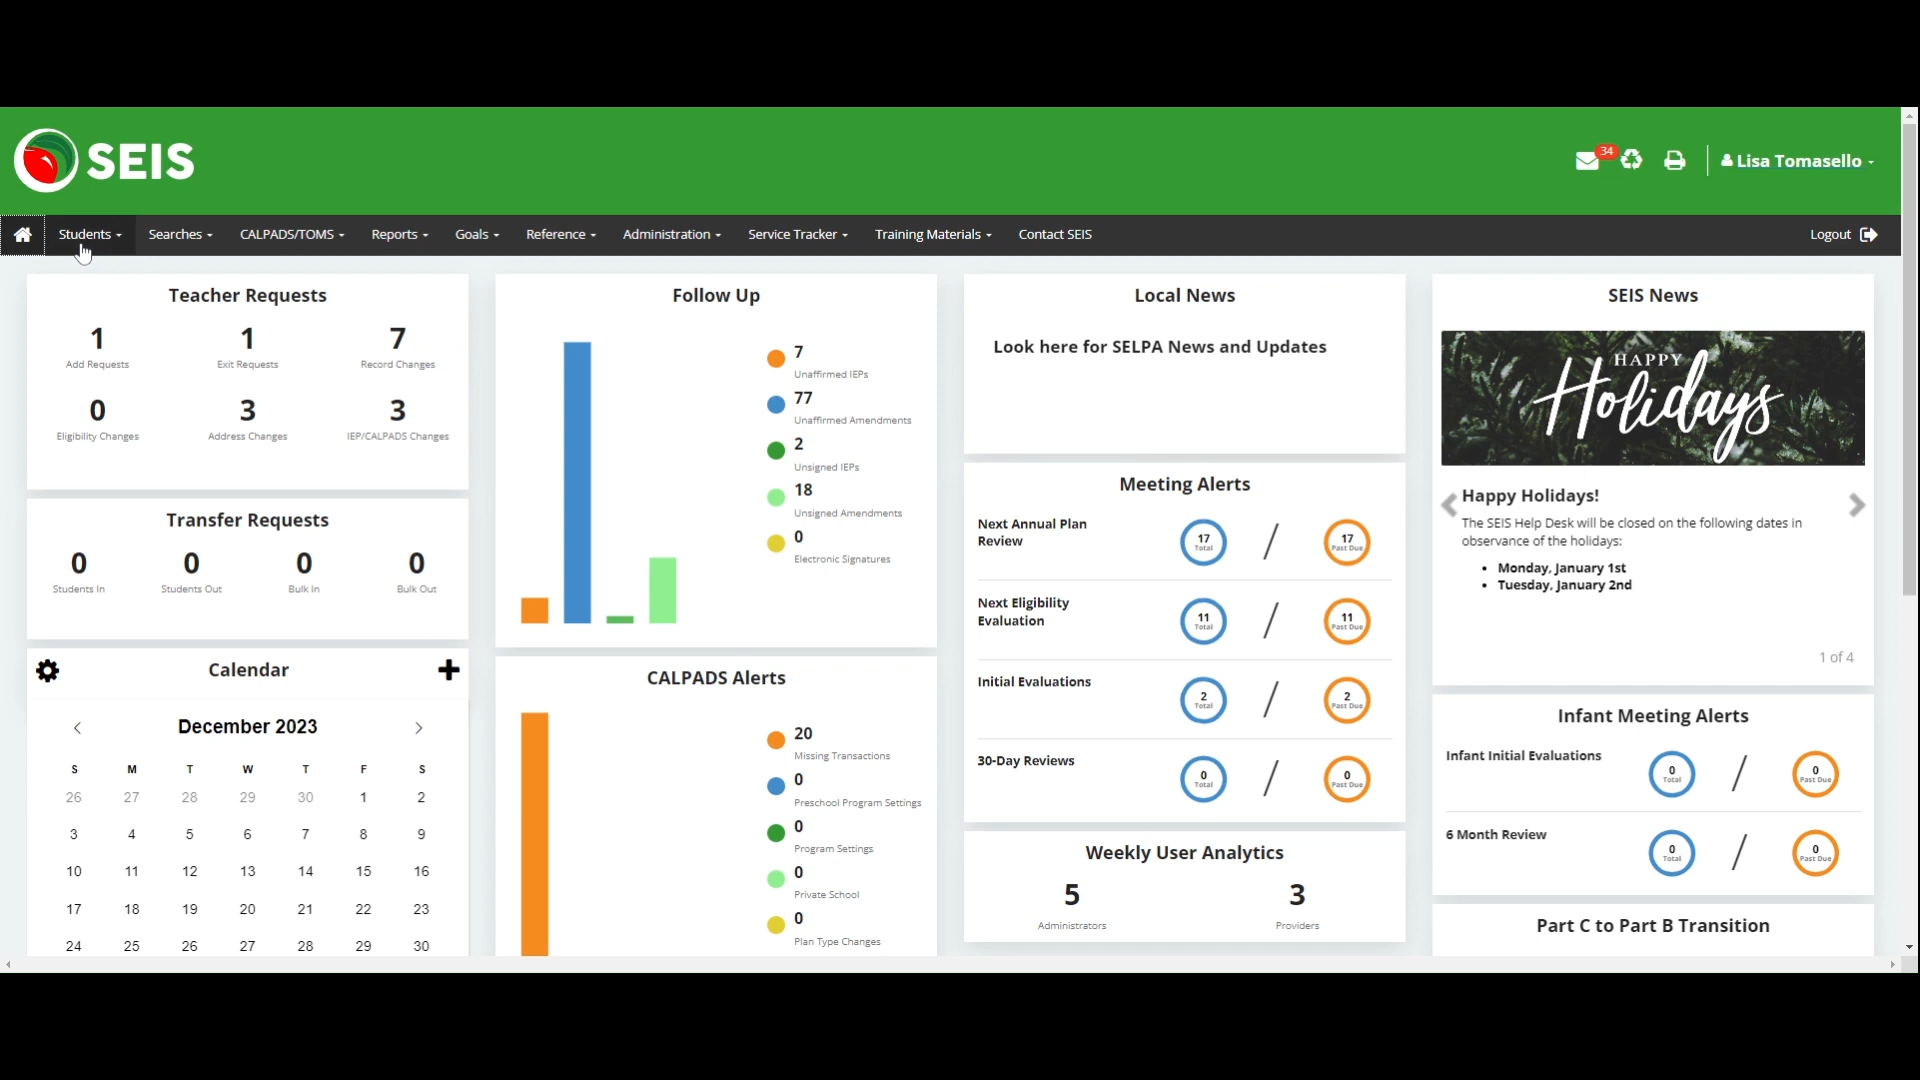 SEIS
34
Lisa Tomasello
Students
Searches
CALPADS/TOMS
Reports
Goals
Reference
Administration
Service Tracker
Training Materials
Contact SEIS
Logout
Teacher Requests
1 1 7
Add Requests Exit Requests Record Changes
0 3 3
Eligibility Changes Address Changes IEP/CALPADS Changes
Transfer Requests
0 0 0 0
Students In Students Out Bulk In Bulk Out
Calendar
December 2023
S M T W T F S
26 27 28 29 30 1 2
3 4 5 6 7 8 9
10 11 12 13 14 15 16
17 18 19 20 21 22 23
24 25 26 27 28 29 30
Follow Up
7
Unaffirmed IEPs
77
Unaffirmed Amendments
2
Unsigned IEPs
18
Unsigned Amendments
0
Electronic Signatures
CALPADS Alerts
20
Missing Transactions
0
Preschool Program Settings
0
Program Settings
0
Private School
0
Plan Type Changes
Local News
Look here for SELPA News and Updates
Meeting Alerts
Next Annual Plan
Review
17
Total
/
17
Past Due
Next Eligibility
Evaluation
11
Total
/
11
Past Due
Initial Evaluations
2
Total
/
2
Past Due
30-Day Reviews
0
Total
/
0
Past Due
Weekly User Analytics
5 3
Administrators Providers
SEIS News
HAPPY
Holidays
Happy Holidays!
The SEIS Help Desk will be closed on the following dates in
observance of the holidays:
• Monday, January 1st
• Tuesday, January 2nd
1 of 4
Infant Meeting Alerts
Infant Initial Evaluations
0
Total
/
0
Past Due
6 Month Review
0
Total
/
0
Past Due
Part C to Part B Transition